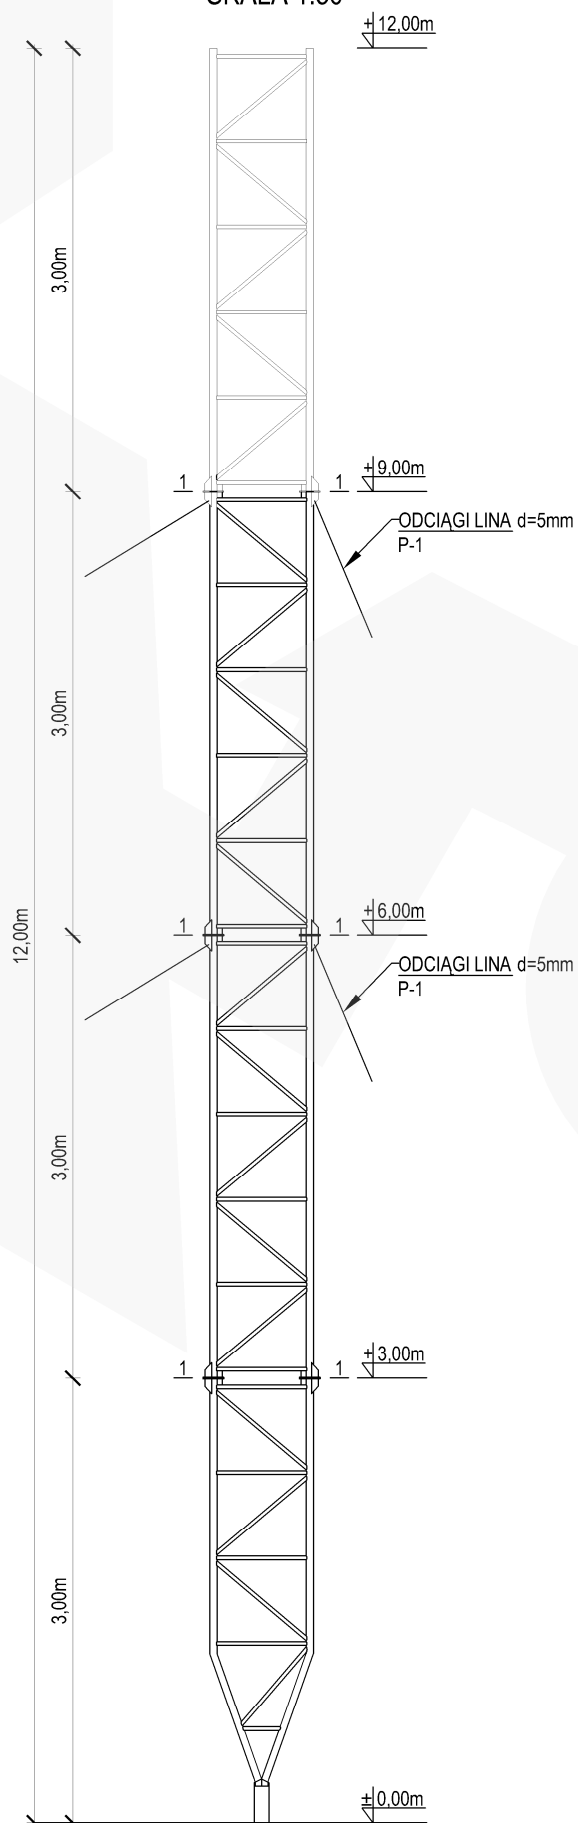 +12,00m
3,00m
1
1
+9,00m
ODCIĄGI LINA d=5mm
P-1
3,00m
12,00m
1
1
+6,00m
ODCIĄGI LINA d=5mm
P-1
3,00m
1
1
+3,00m
3,00m
±0,00m